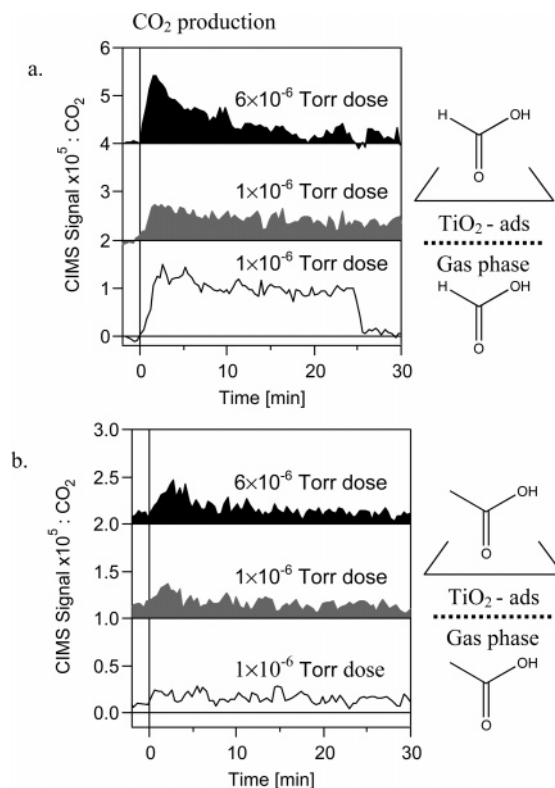 CO₂ production
a.
CIMS Signal x10⁵ : CO₂
6
5
4
3
2
1
0
6×10⁻⁶ Torr dose
1×10⁻⁶ Torr dose
1×10⁻⁶ Torr dose
0 10 20 30
Time [min]
H OH
O
TiO₂ - ads
Gas phase
H OH
O
b.
CIMS Signal x10⁵ : CO₂
3.0
2.5
2.0
1.5
1.0
0.5
0.0
6×10⁻⁶ Torr dose
1×10⁻⁶ Torr dose
1×10⁻⁶ Torr dose
0 10 20 30
Time [min]
OH
O
TiO₂ - ads
Gas phase
OH
O